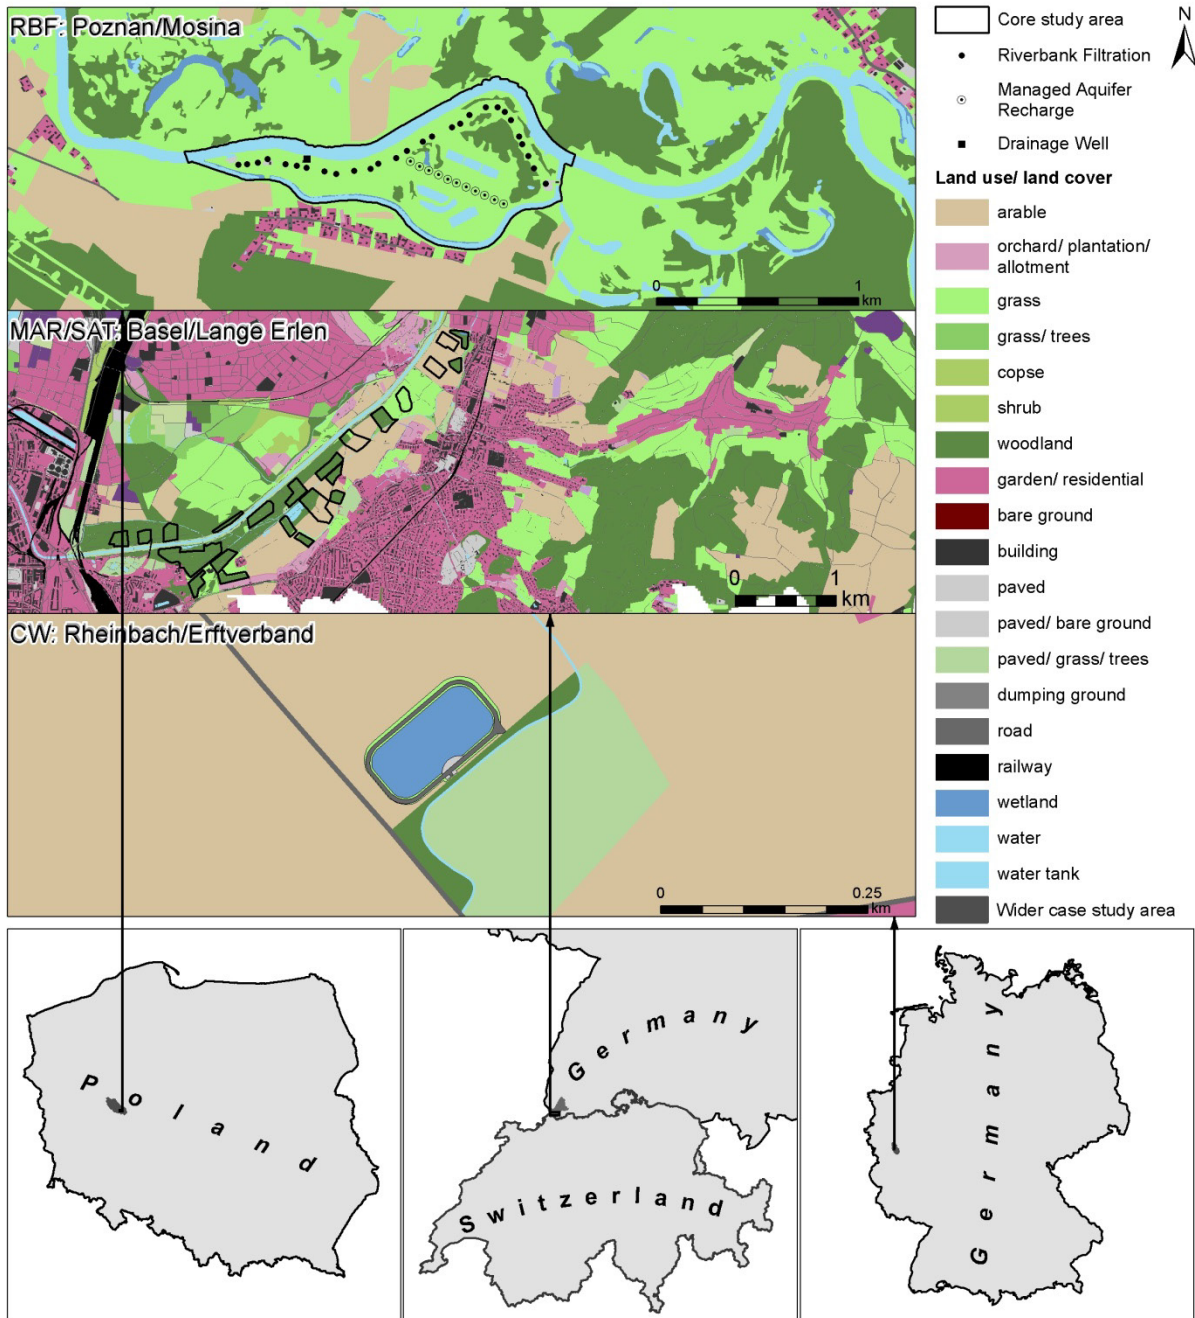 RBF: Poznan/Mosina
0
1
km
MAR/SAT: Basel/Lange Erlen
0
1
km
CW: Rheinbach/Erftverband
0
0.25
km
Core study area
N
Riverbank Filtration
Managed Aquifer
Recharge
Drainage Well
Land use/ land cover
arable
orchard/ plantation/
allotment
grass
grass/ trees
copse
shrub
woodland
garden/ residential
bare ground
building
paved
paved/ bare ground
paved/ grass/ trees
dumping ground
road
railway
wetland
water
water tank
Wider case study area
Poland
Germany
Switzerland
Germany